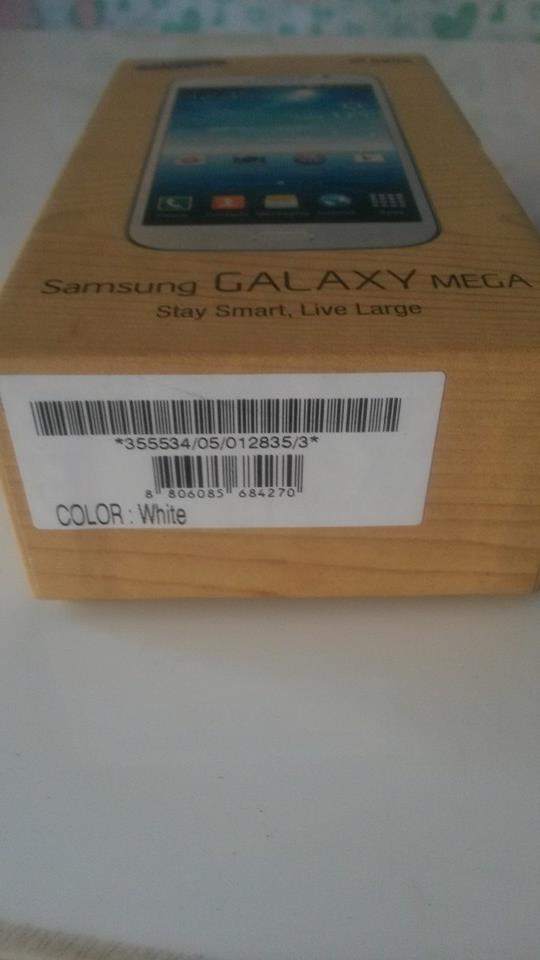 Samsung GALAXY MEGA
Stay Smart, Live Large
*355534/05/012835/3*
8 806085 684270
COLOR : White